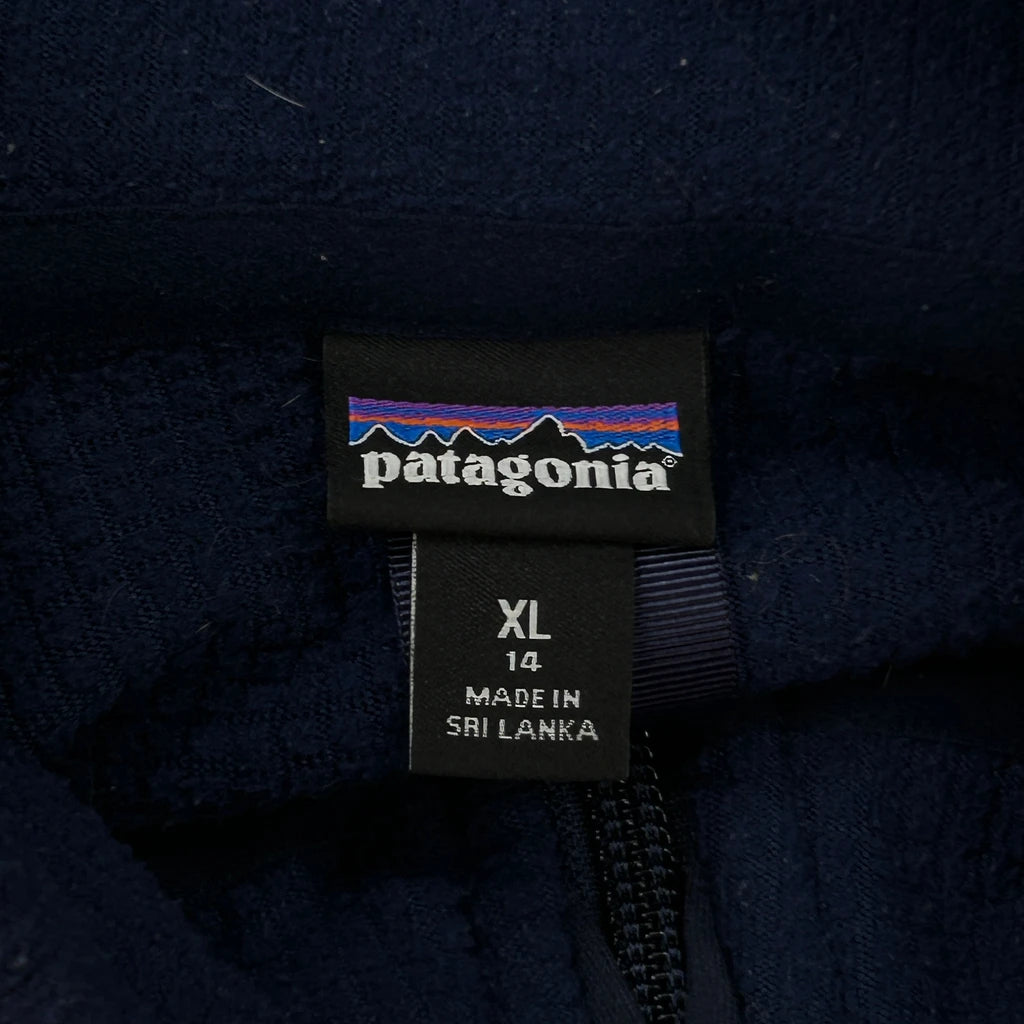 patagonia®
XL
14
MADE IN
SRI LANKA